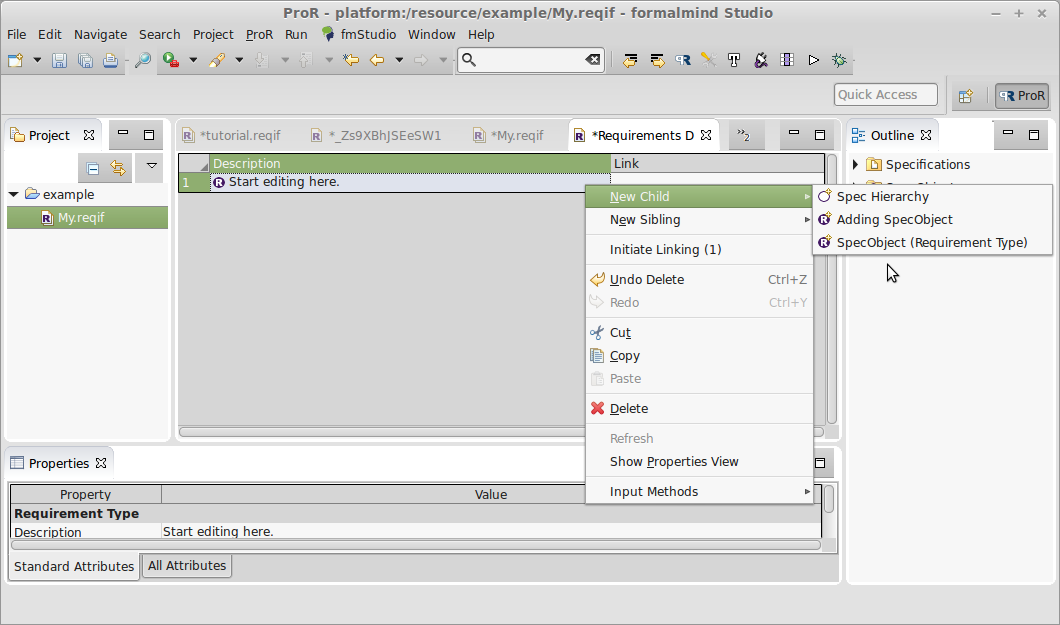 ProR - platform:/resource/example/My.reqif - formalmind Studio
File Edit Navigate Search Project ProR Run fmStudio Window Help
Quick Access
ProR
Project
*tutorial.reqif
*_Zs9XBhJSEeSW1
*My.reqif
*Requirements D
»2
Outline
example
My.reqif
Description Link
1 Start editing here.
Specifications
New Child
New Sibling
Initiate Linking (1)
Undo Delete Ctrl+Z
Redo Ctrl+Y
Cut
Copy
Paste
Delete
Refresh
Show Properties View
Input Methods
Spec Hierarchy
Adding SpecObject
SpecObject (Requirement Type)
Properties
Property Value
Requirement Type
Description Start editing here.
Standard Attributes All Attributes